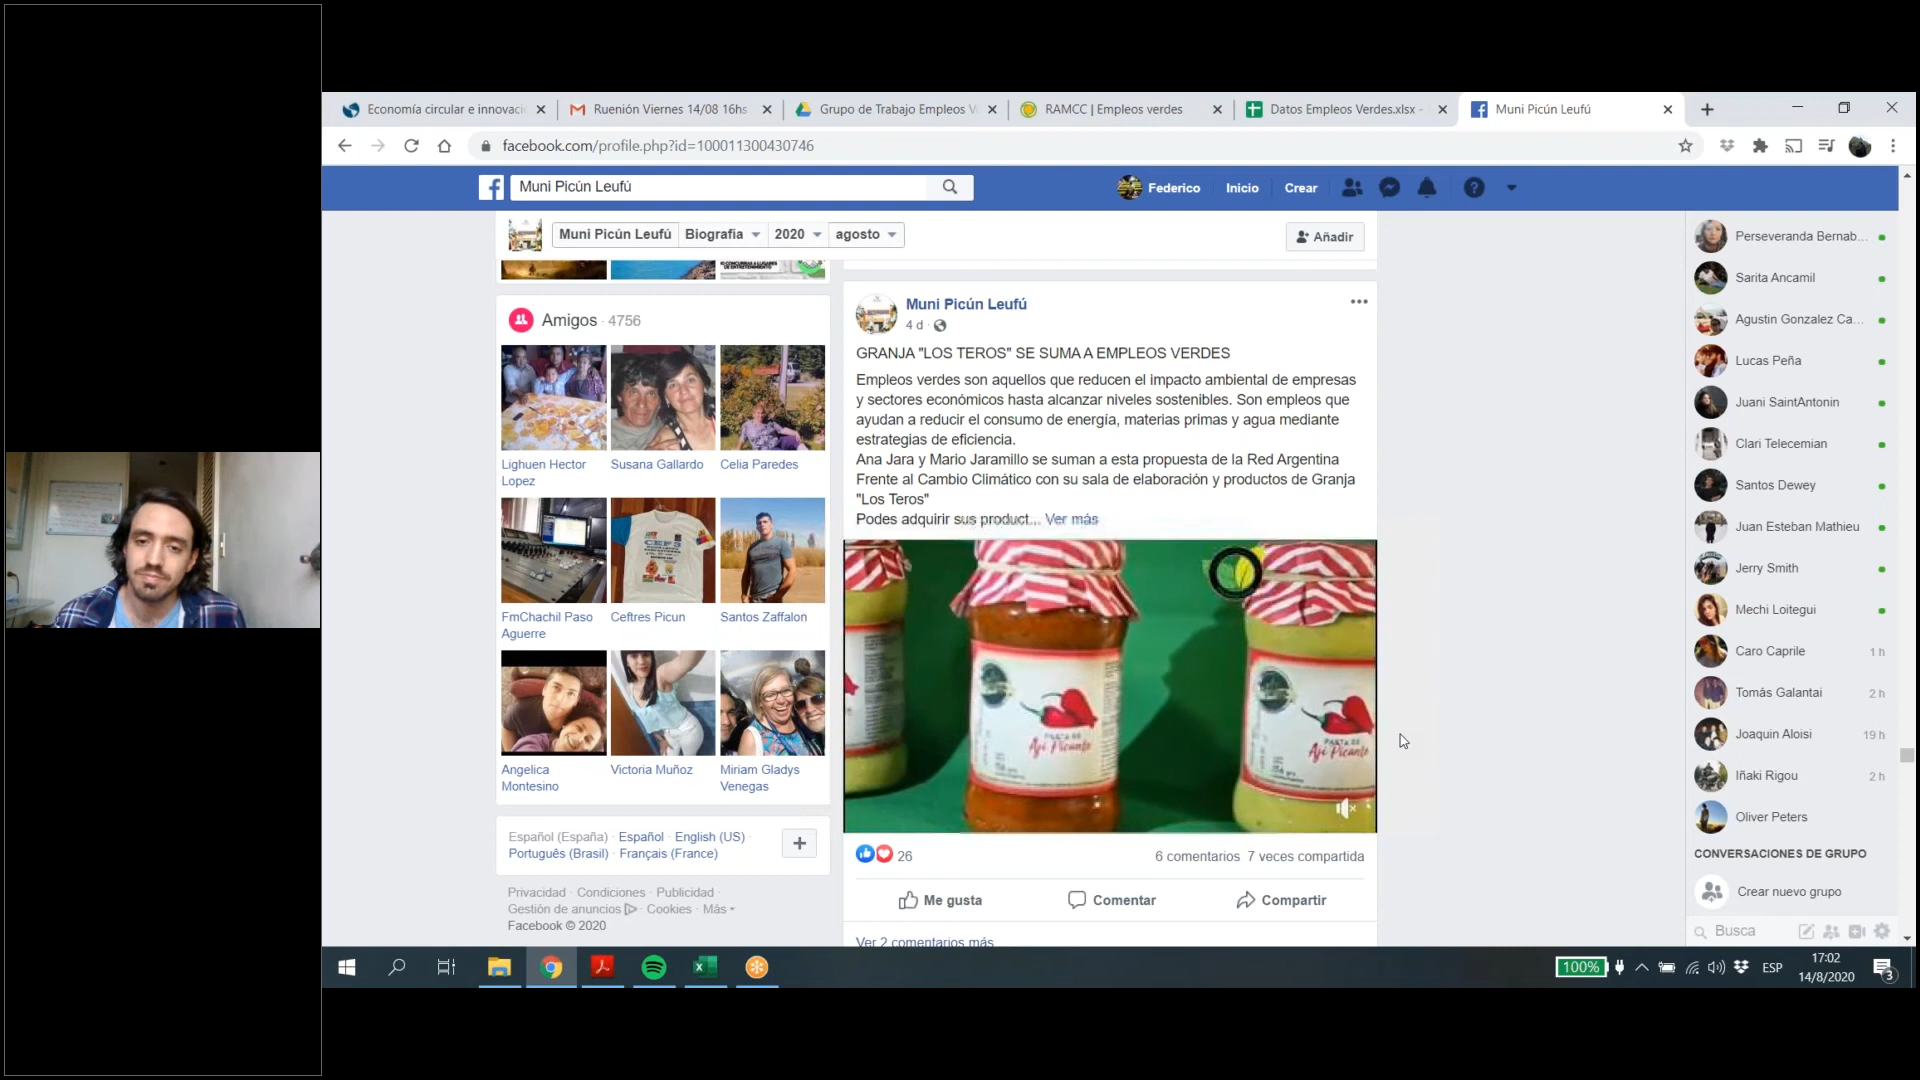 Economía circular e innovaci
Ruenión Viernes 14/08 16hs
Grupo de Trabajo Empleos V
RAMCC | Empleos verdes
Datos Empleos Verdes.xlsx -
Muni Picún Leufú
facebook.com/profile.php?id=100011300430746
Muni Picún Leufú
Federico
Inicio
Crear
Muni Picún Leufú
Biografía
2020
agosto
Añadir
Amigos · 4756
Lighuen Hector
Lopez
Susana Gallardo
Celia Paredes
FmChachil Paso
Aguerre
Ceftres Picun
Santos Zaffalon
Angelica
Montesino
Victoria Muñoz
Miriam Gladys
Venegas
Español (España) · Español · English (US) ·
Português (Brasil) · Français (France)
Privacidad · Condiciones · Publicidad ·
Gestión de anuncios · Cookies · Más
Facebook © 2020
Muni Picún Leufú
4 d ·
GRANJA "LOS TEROS" SE SUMA A EMPLEOS VERDES
Empleos verdes son aquellos que reducen el impacto ambiental de empresas
y sectores económicos hasta alcanzar niveles sostenibles. Son empleos que
ayudan a reducir el consumo de energía, materias primas y agua mediante
estrategias de eficiencia.
Ana Jara y Mario Jaramillo se suman a esta propuesta de la Red Argentina
Frente al Cambio Climático con su sala de elaboración y productos de Granja
"Los Teros"
Podes adquirir sus product... Ver más
PASTA DE
Ají Picante
PASTA DE
Ají Picante
26
6 comentarios 7 veces compartida
Me gusta
Comentar
Compartir
Ver 2 comentarios más
Perseveranda Bernab...
Sarita Ancamil
Agustin Gonzalez Ca...
Lucas Peña
Juani SaintAntonin
Clari Telecemian
Santos Dewey
Juan Esteban Mathieu
Jerry Smith
Mechi Loitegui
Caro Caprile 1 h
Tomás Galantai 2 h
Joaquin Aloisi 19 h
Iñaki Rigou 2 h
Oliver Peters
CONVERSACIONES DE GRUPO
Crear nuevo grupo
Busca
100%
ESP
17:02
14/8/2020
3